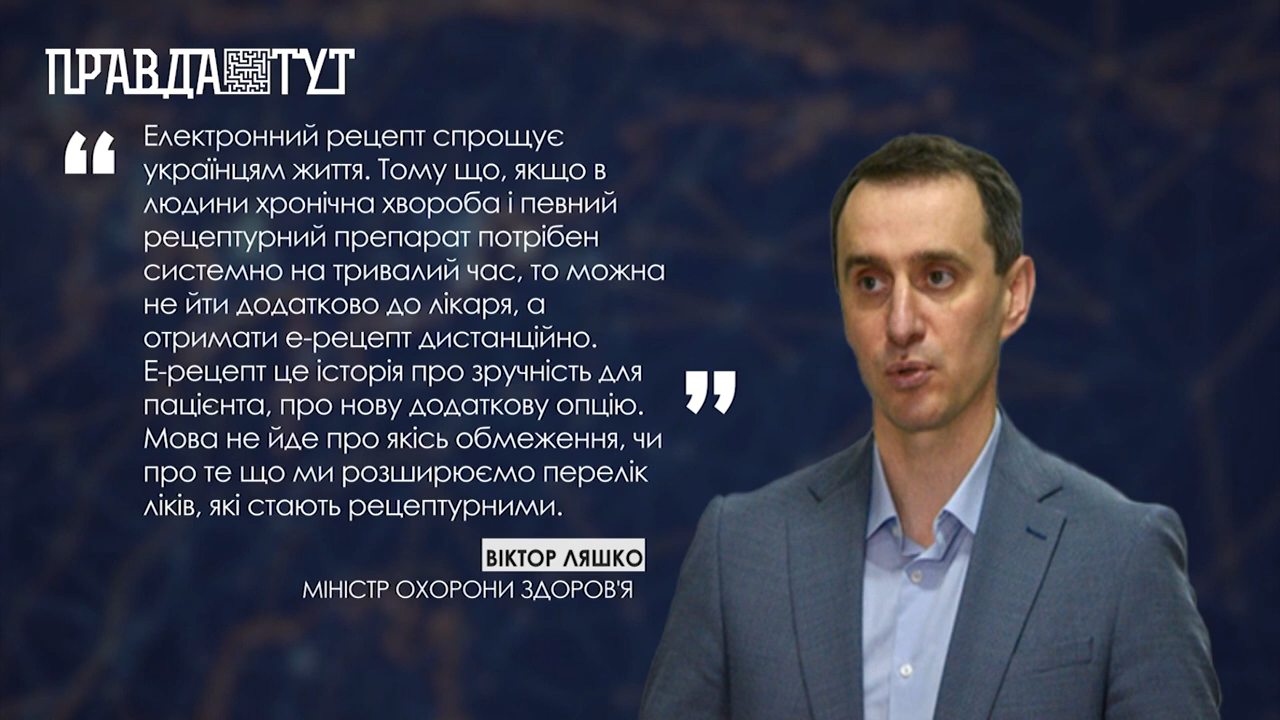 ПРАВДА ТУТ
“ Електронний рецепт спрощує
українцям життя. Тому що, якщо в
людини хронічна хвороба і певний
рецептурний препарат потрібен
системно на тривалий час, то можна
не йти додатково до лікаря, а
отримати е-рецепт дистанційно.
Е-рецепт це історія про зручність для
пацієнта, про нову додаткову опцію. ”
Мова не йде про якісь обмеження, чи
про те що ми розширюємо перелік
ліків, які стають рецептурними.
ВІКТОР ЛЯШКО
МІНІСТР ОХОРОНИ ЗДОРОВ'Я